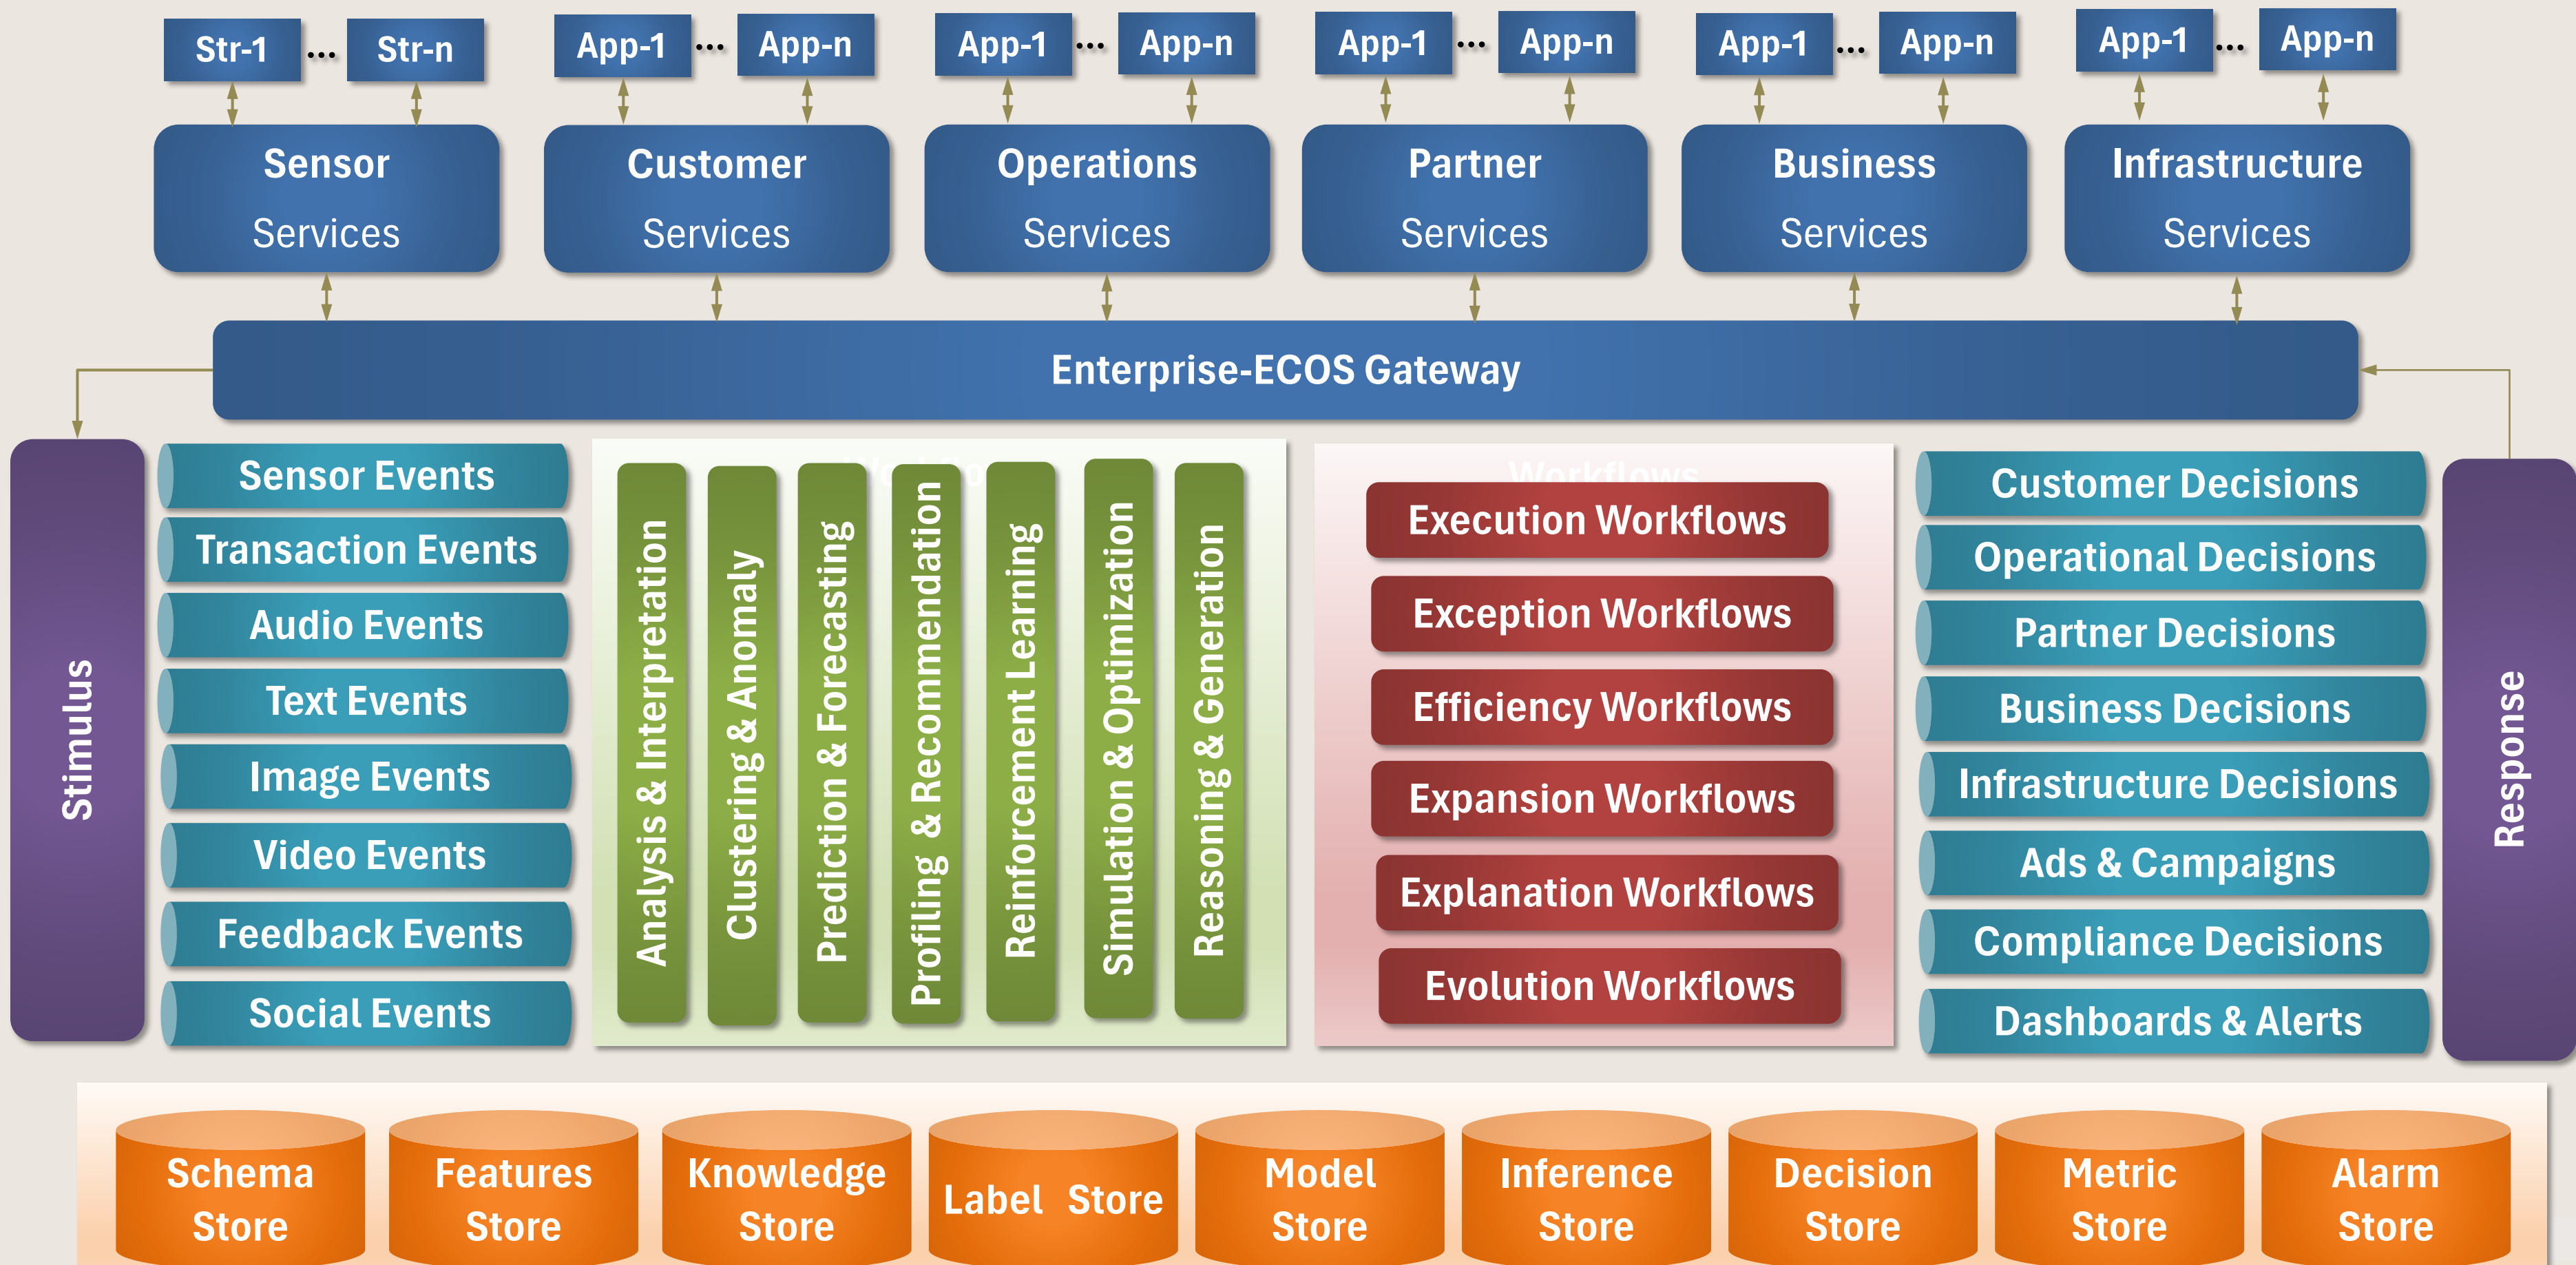 Str-1 ... Str-n
App-1 ... App-n
App-1 ... App-n
App-1 ... App-n
App-1 ... App-n
App-1 ... App-n
Sensor
Services
Customer
Services
Operations
Services
Partner
Services
Business
Services
Infrastructure
Services
Enterprise-ECOS Gateway
Stimulus
Sensor Events
Transaction Events
Audio Events
Text Events
Image Events
Video Events
Feedback Events
Social Events
Analysis & Interpretation
Clustering & Anomaly
Prediction & Forecasting
Profiling & Recommendation
Reinforcement Learning
Simulation & Optimization
Reasoning & Generation
Workflows
Execution Workflows
Exception Workflows
Efficiency Workflows
Expansion Workflows
Explanation Workflows
Evolution Workflows
Customer Decisions
Operational Decisions
Partner Decisions
Business Decisions
Infrastructure Decisions
Ads & Campaigns
Compliance Decisions
Dashboards & Alerts
Response
Schema
Store
Features
Store
Knowledge
Store
Label Store
Model
Store
Inference
Store
Decision
Store
Metric
Store
Alarm
Store